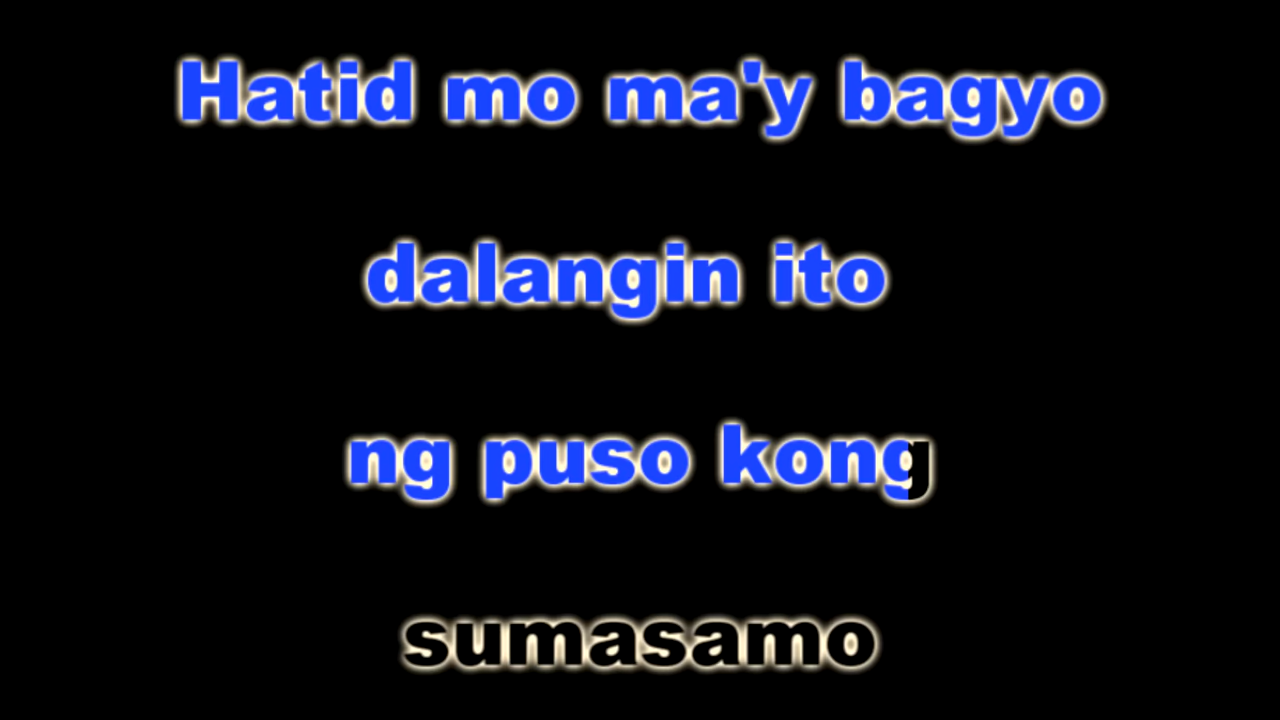 Hatid mo ma'y bagyo
dalangin ito
ng puso kong
sumasamo